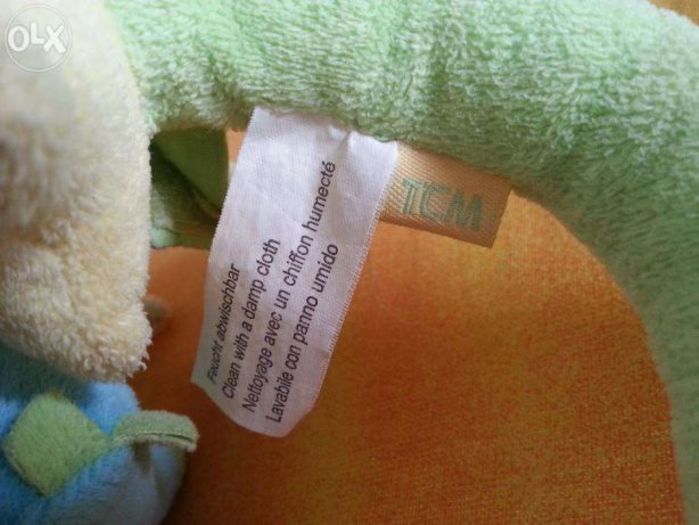 OLX
TCM
Feucht abwischbar
Clean with a damp cloth
Nettoyage avec un chiffon humecté
Lavabile con panno umido